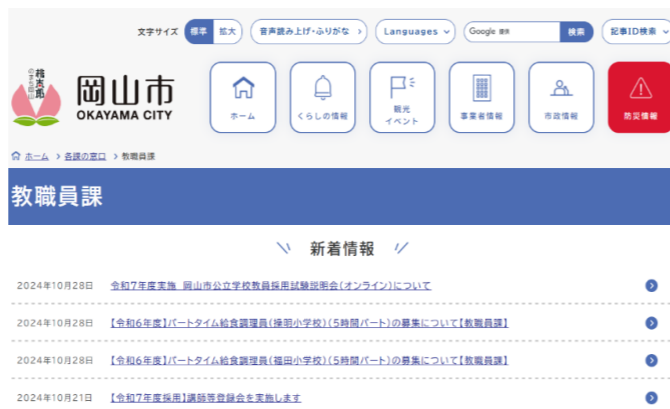 文字サイズ 標準 拡大 音声読み上げ・ふりがな Languages Google 提供 検索 記事ID検索
桃太郎
のまち岡山
岡山市
OKAYAMA CITY
ホーム くらしの情報 観光 イベント 事業者情報 市政情報 防災情報
ホーム > 各課の窓口 > 教職員課
教職員課
新着情報
2024年10月28日 令和7年度実施 岡山市公立学校教員採用試験説明会(オンライン)について
2024年10月28日 【令和6年度】パートタイム給食調理員(操明小学校)(5時間パート)の募集について【教職員課】
2024年10月28日 【令和6年度】パートタイム給食調理員(福田小学校)(5時間パート)の募集について【教職員課】
2024年10月21日 【令和7年度採用】講師等登録会を実施します